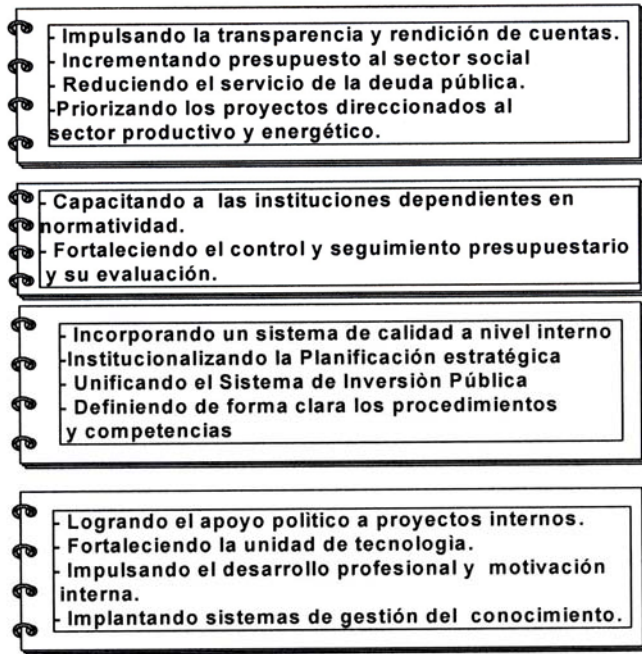 - Impulsando la transparencia y rendición de cuentas.
- Incrementando presupuesto al sector social
- Reduciendo el servicio de la deuda pública.
-Priorizando los proyectos direccionados al
sector productivo y energético.
- Capacitando a las instituciones dependientes en
normatividad.
- Fortaleciendo el control y seguimiento presupuestario
y su evaluación.
- Incorporando un sistema de calidad a nivel interno
-Institucionalizando la Planificación estratégica
- Unificando el Sistema de Inversiòn Pública
- Definiendo de forma clara los procedimientos
y competencias
- Logrando el apoyo polìtico a proyectos internos.
- Fortaleciendo la unidad de tecnologìa.
- Impulsando el desarrollo profesional y motivación
interna.
- Implantando sistemas de gestión del conocimiento.